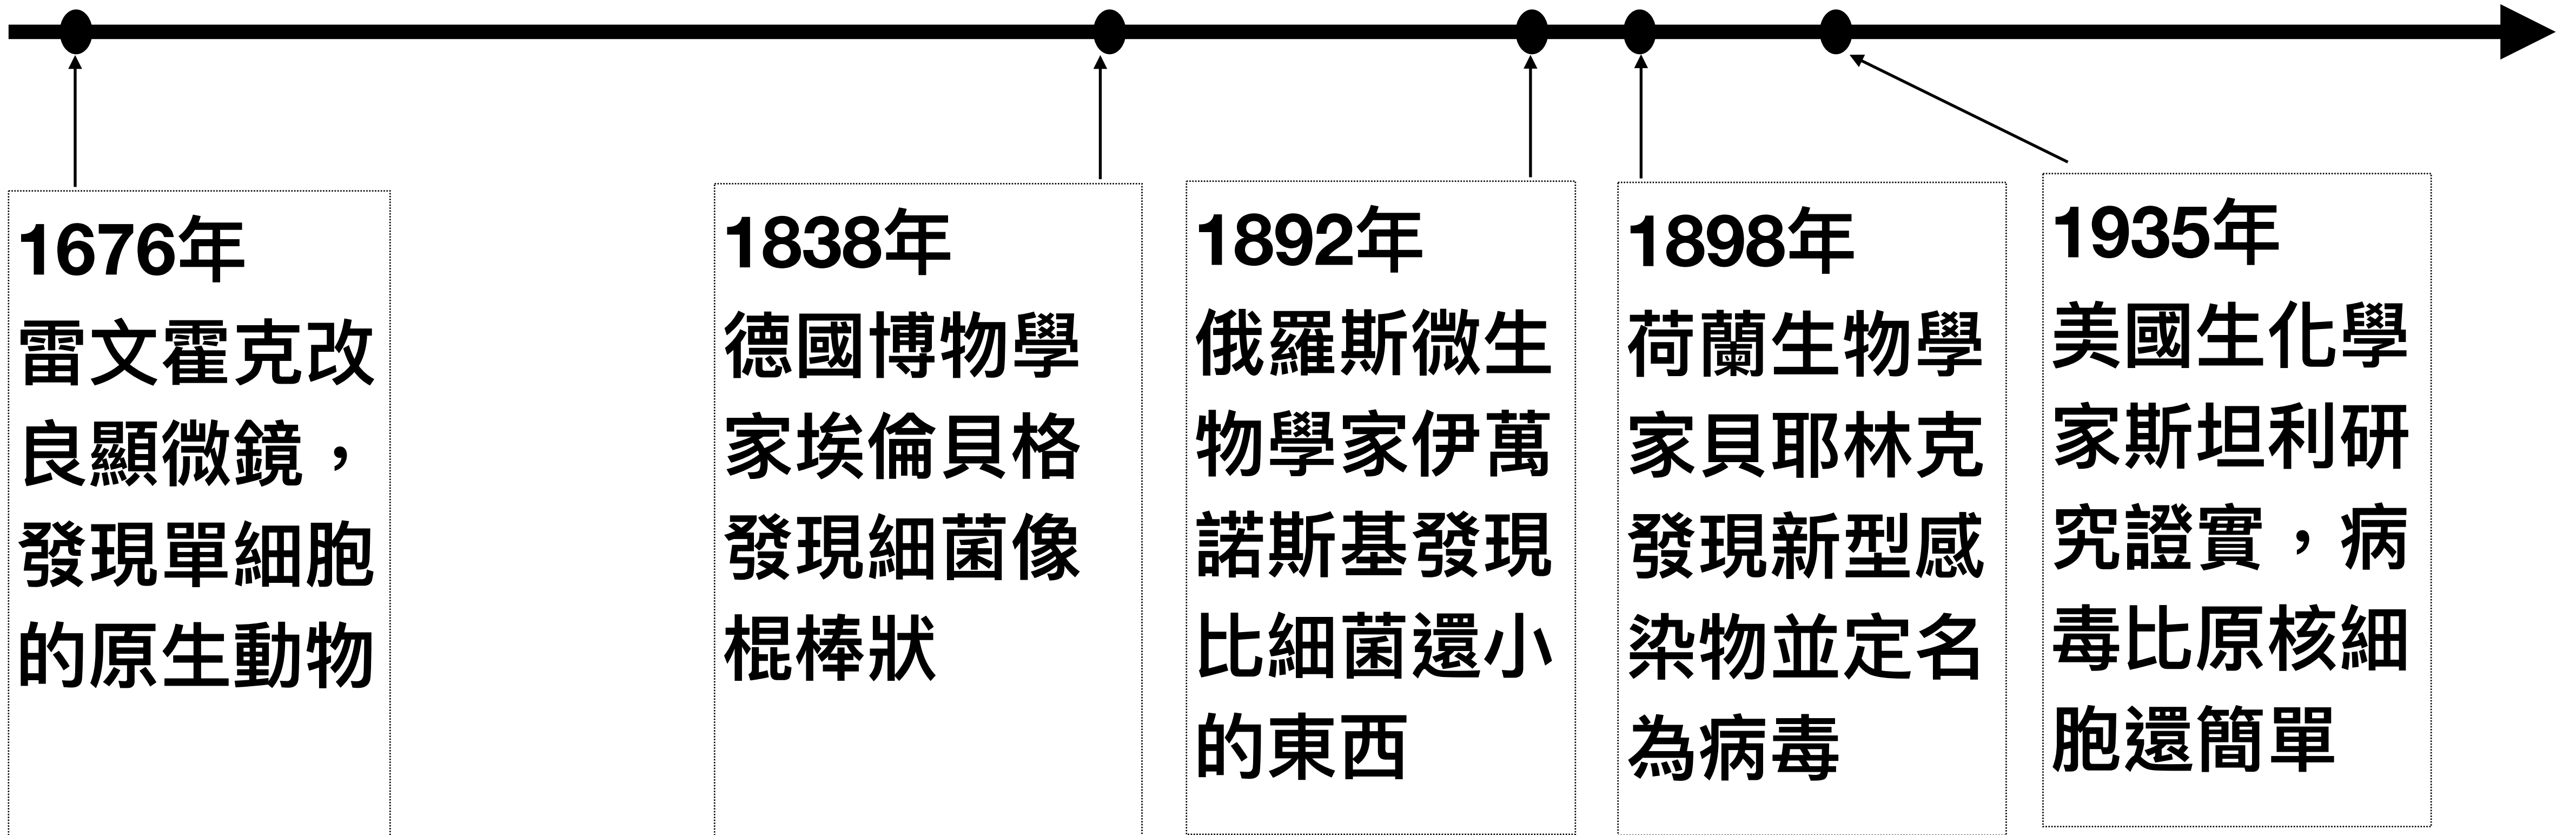 1676年
雷文霍克改
良顯微鏡，
發現單細胞
的原生動物
1838年
德國博物學
家埃倫貝格
發現細菌像
棍棒狀
1892年
俄羅斯微生
物學家伊萬
諾斯基發現
比細菌還小
的東西
1898年
荷蘭生物學
家貝耶林克
發現新型感
染物並定名
為病毒
1935年
美國生化學
家斯坦利研
究證實，病
毒比原核細
胞還簡單